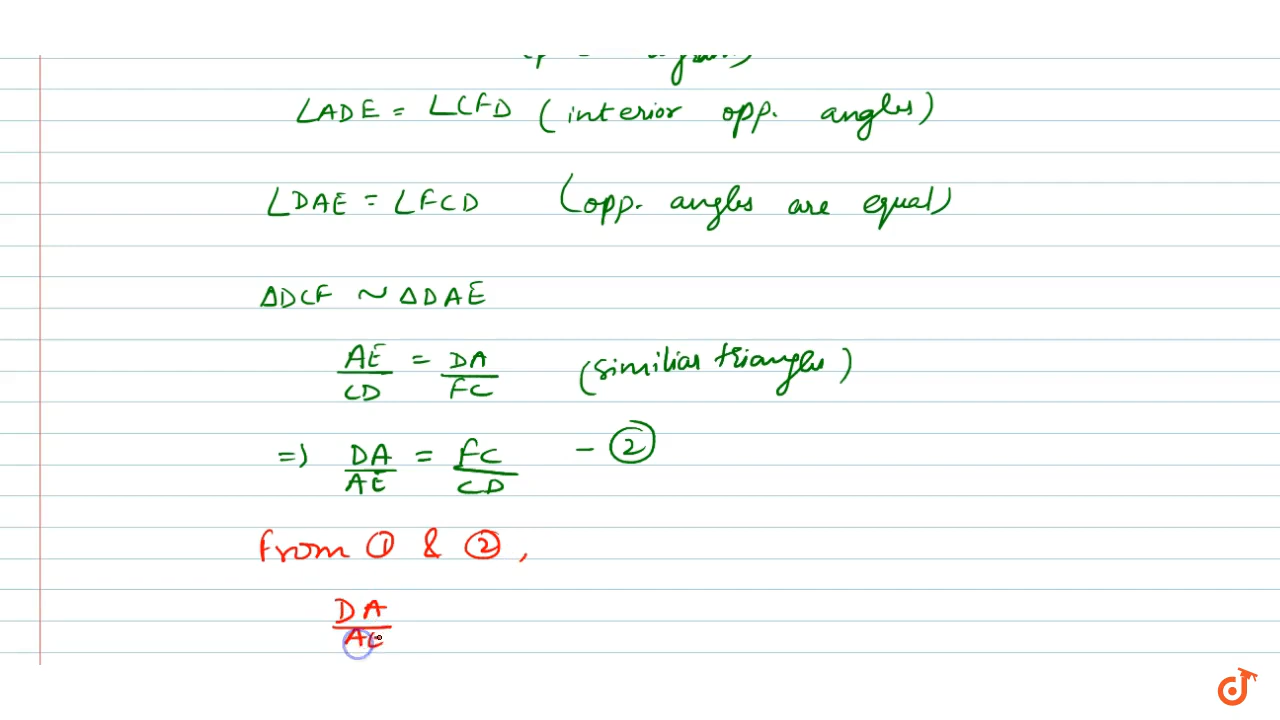 ∠ADE = ∠CFD (interior opp. angles)
∠DAE = ∠FCD (opp. angles are equal)
ΔDCF ~ ΔDAE
AE/CD = DA/FC (similiar triangles)
=) DA/AE = FC/CD - ②
From ① & ②,
DA/AE